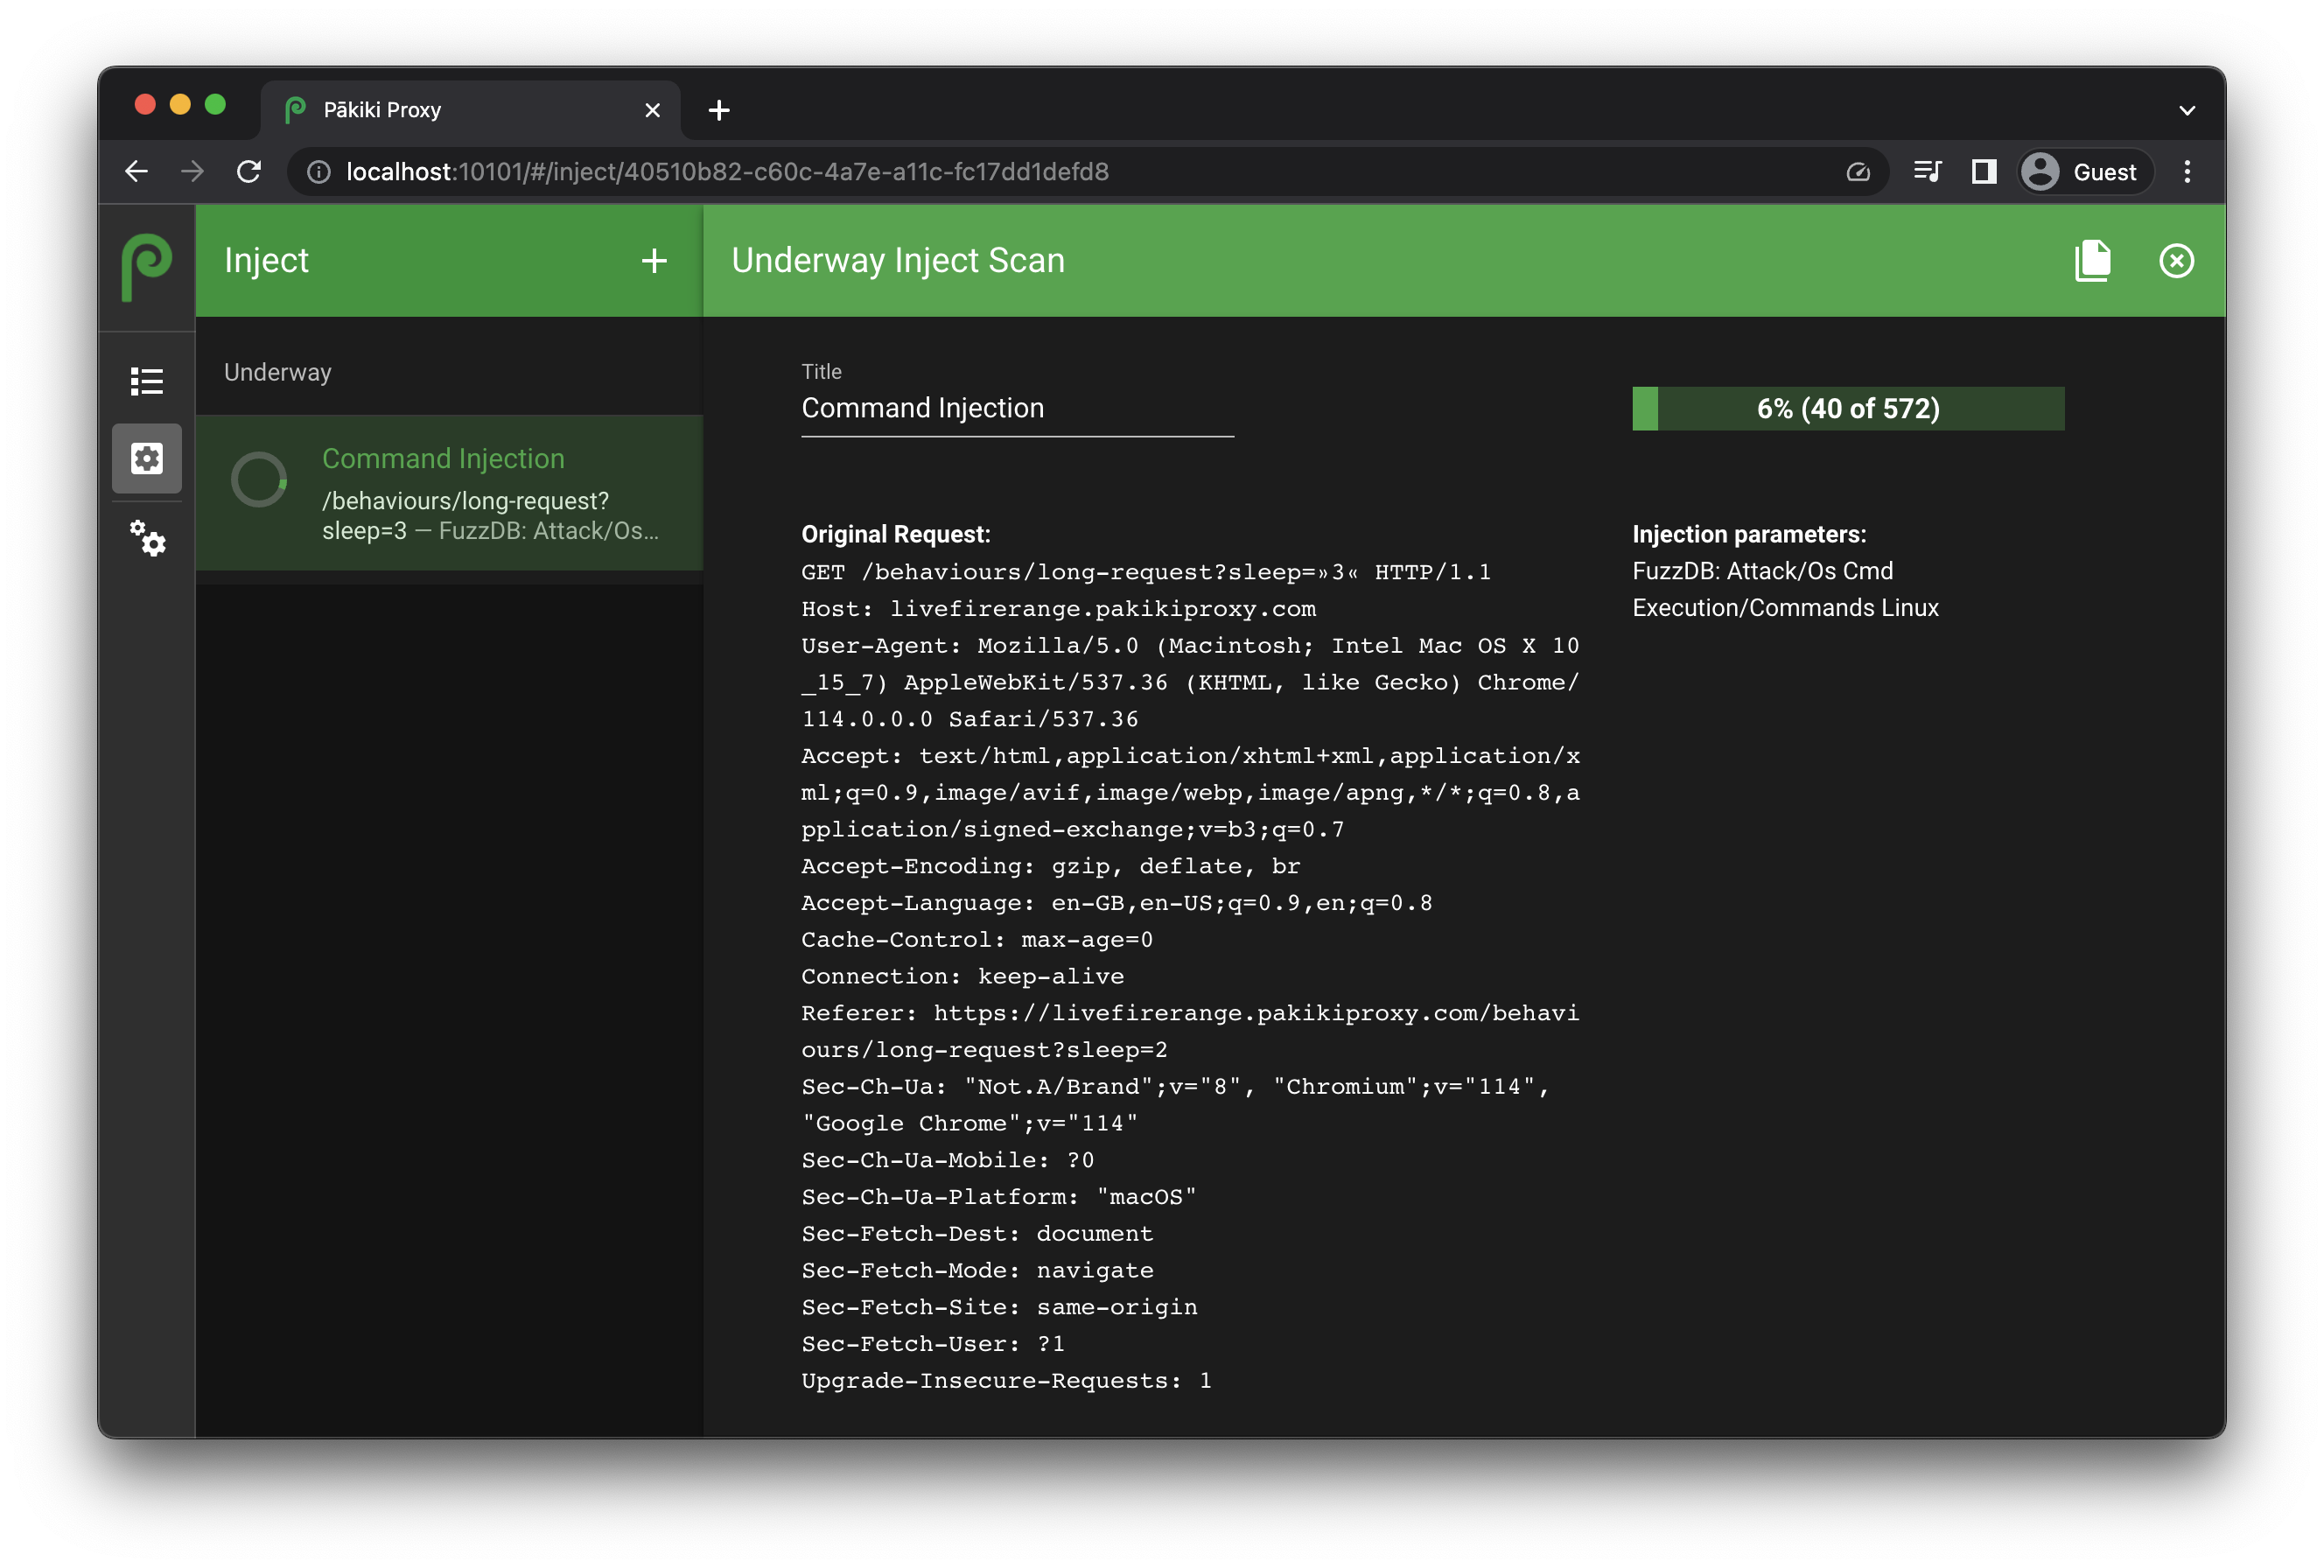 Pākiki Proxy
localhost:10101/#/inject/40510b82-c60c-4a7e-a11c-fc17dd1defd8
Guest
Inject
Underway Inject Scan
Underway
Command Injection
/behaviours/long-request?
sleep=3 — FuzzDB: Attack/Os...
Title
Command Injection
6% (40 of 572)
Original Request:
GET /behaviours/long-request?sleep=»3« HTTP/1.1
Host: livefirerange.pakikiproxy.com
User-Agent: Mozilla/5.0 (Macintosh; Intel Mac OS X 10
_15_7) AppleWebKit/537.36 (KHTML, like Gecko) Chrome/
114.0.0.0 Safari/537.36
Accept: text/html,application/xhtml+xml,application/x
ml;q=0.9,image/avif,image/webp,image/apng,*/*;q=0.8,a
pplication/signed-exchange;v=b3;q=0.7
Accept-Encoding: gzip, deflate, br
Accept-Language: en-GB,en-US;q=0.9,en;q=0.8
Cache-Control: max-age=0
Connection: keep-alive
Referer: https://livefirerange.pakikiproxy.com/behavi
ours/long-request?sleep=2
Sec-Ch-Ua: "Not.A/Brand";v="8", "Chromium";v="114",
"Google Chrome";v="114"
Sec-Ch-Ua-Mobile: ?0
Sec-Ch-Ua-Platform: "macOS"
Sec-Fetch-Dest: document
Sec-Fetch-Mode: navigate
Sec-Fetch-Site: same-origin
Sec-Fetch-User: ?1
Upgrade-Insecure-Requests: 1
Injection parameters:
FuzzDB: Attack/Os Cmd
Execution/Commands Linux